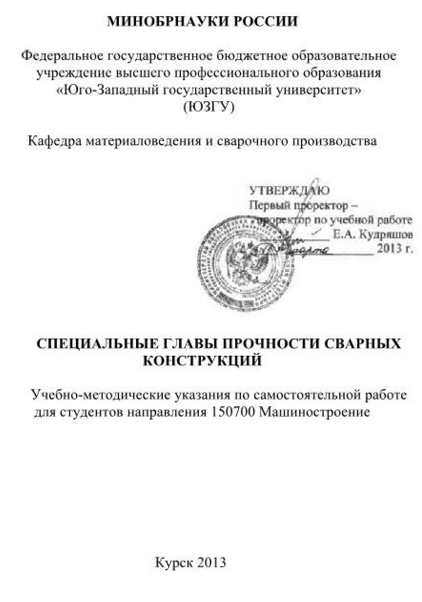 МИНОБРНАУКИ РОССИИ
Федеральное государственное бюджетное образовательное
учреждение высшего профессионального образования
«Юго-Западный государственный университет»
(ЮЗГУ)
Кафедра материаловедения и сварочного производства
УТВЕРЖДАЮ
Первый проректор –
проректор по учебной работе
Е.А. Кудряшов
марта 2013 г.
СПЕЦИАЛЬНЫЕ ГЛАВЫ ПРОЧНОСТИ СВАРНЫХ
КОНСТРУКЦИЙ
Учебно-методические указания по самостоятельной работе
для студентов направления 150700 Машиностроение
Курск 2013